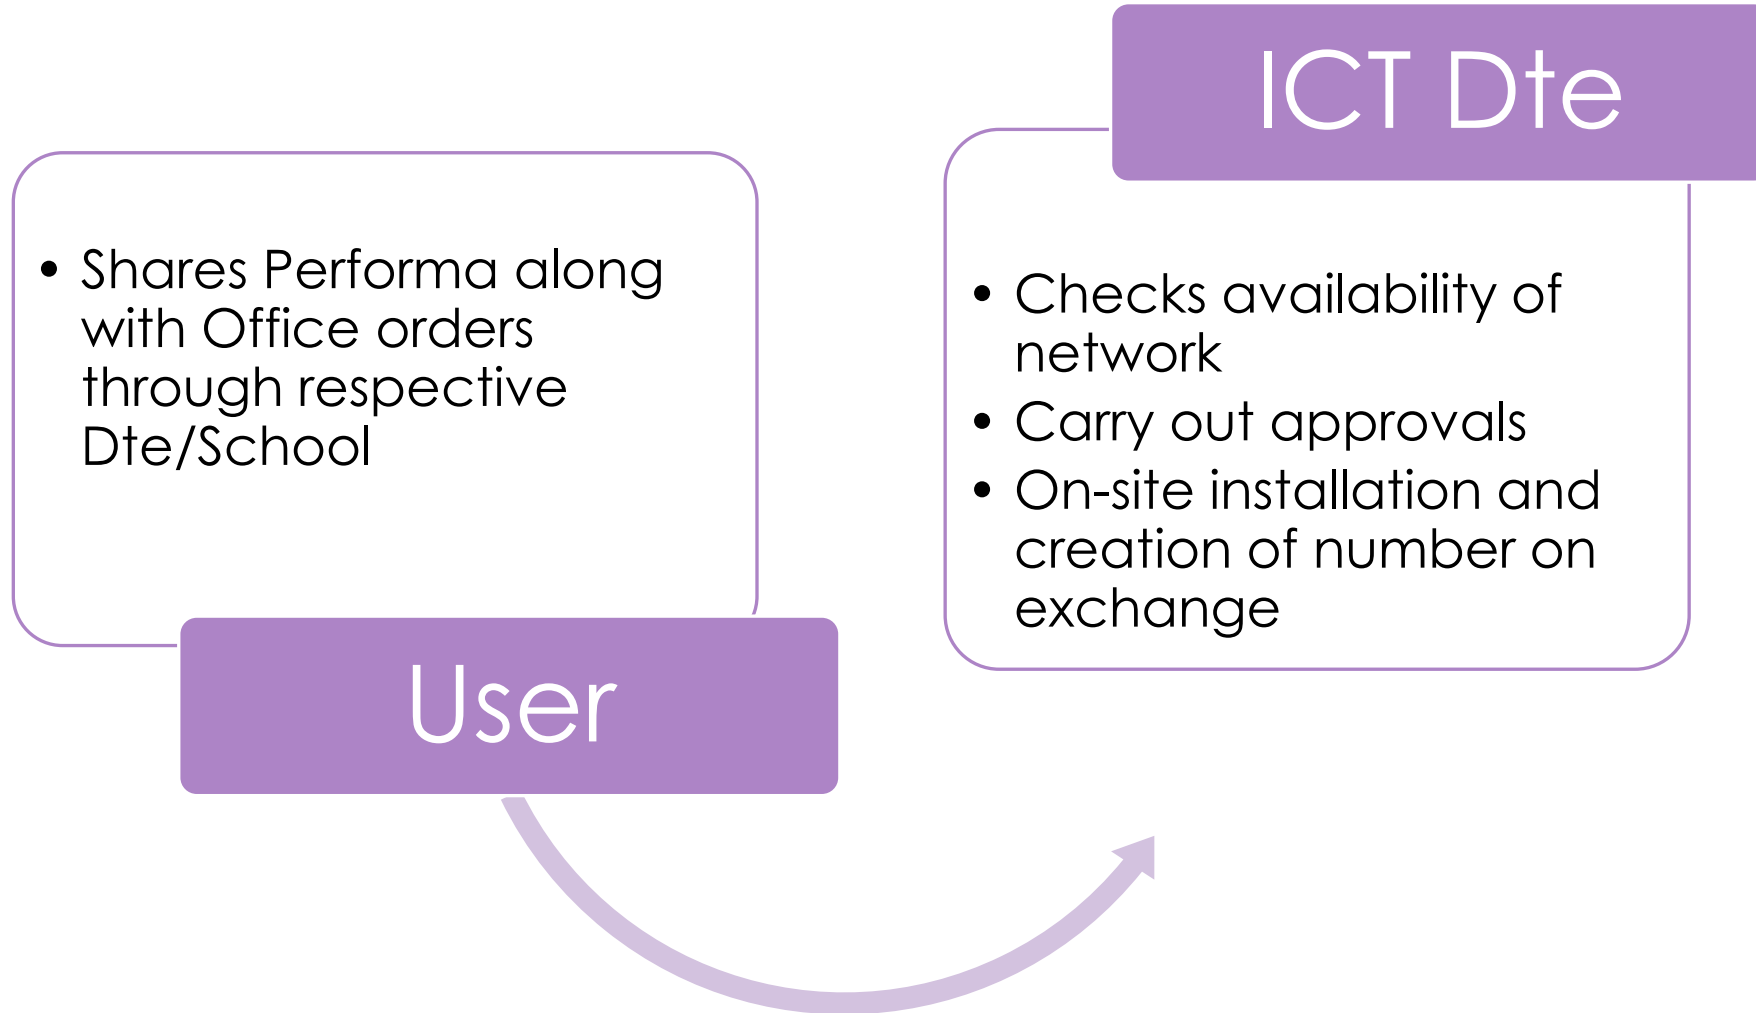 • Shares Performa along
with Office orders
through respective
Dte/School
User
ICT Dte
• Checks availability of
network
• Carry out approvals
• On-site installation and
creation of number on
exchange